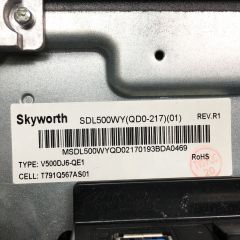 Skyworth SDL500WY(QD0-217)(01) REV.R1
MSDL500WYQD02170193BDA0469
TYPE: V500DJ6-QE1 RoHS
CELL: T791Q567AS01